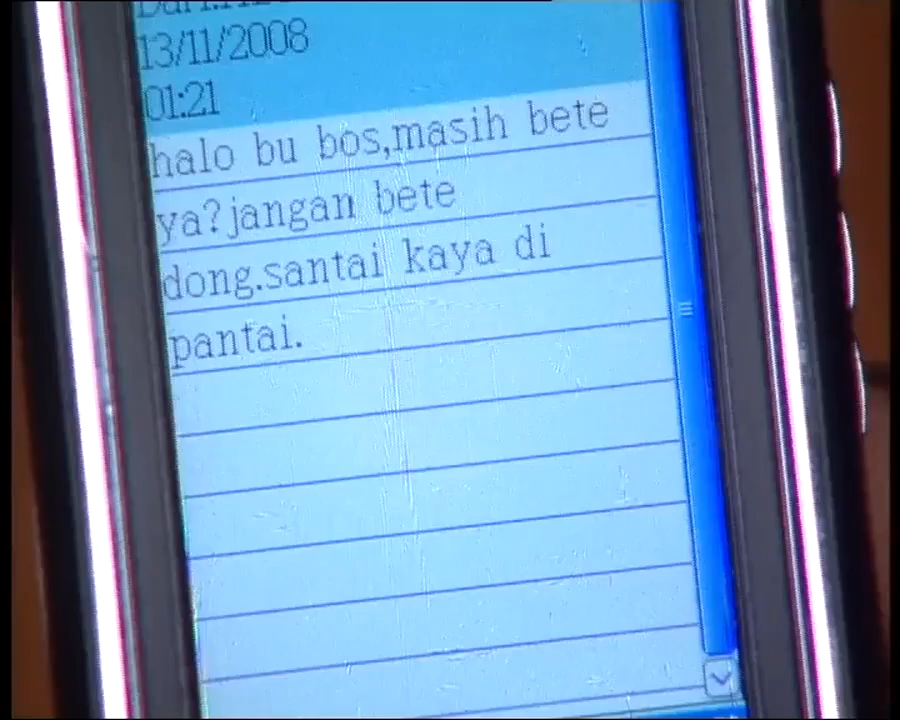 13/11/2008
01:21
halo bu bos,masih bete
ya?jangan bete
dong.santai kaya di
pantai.